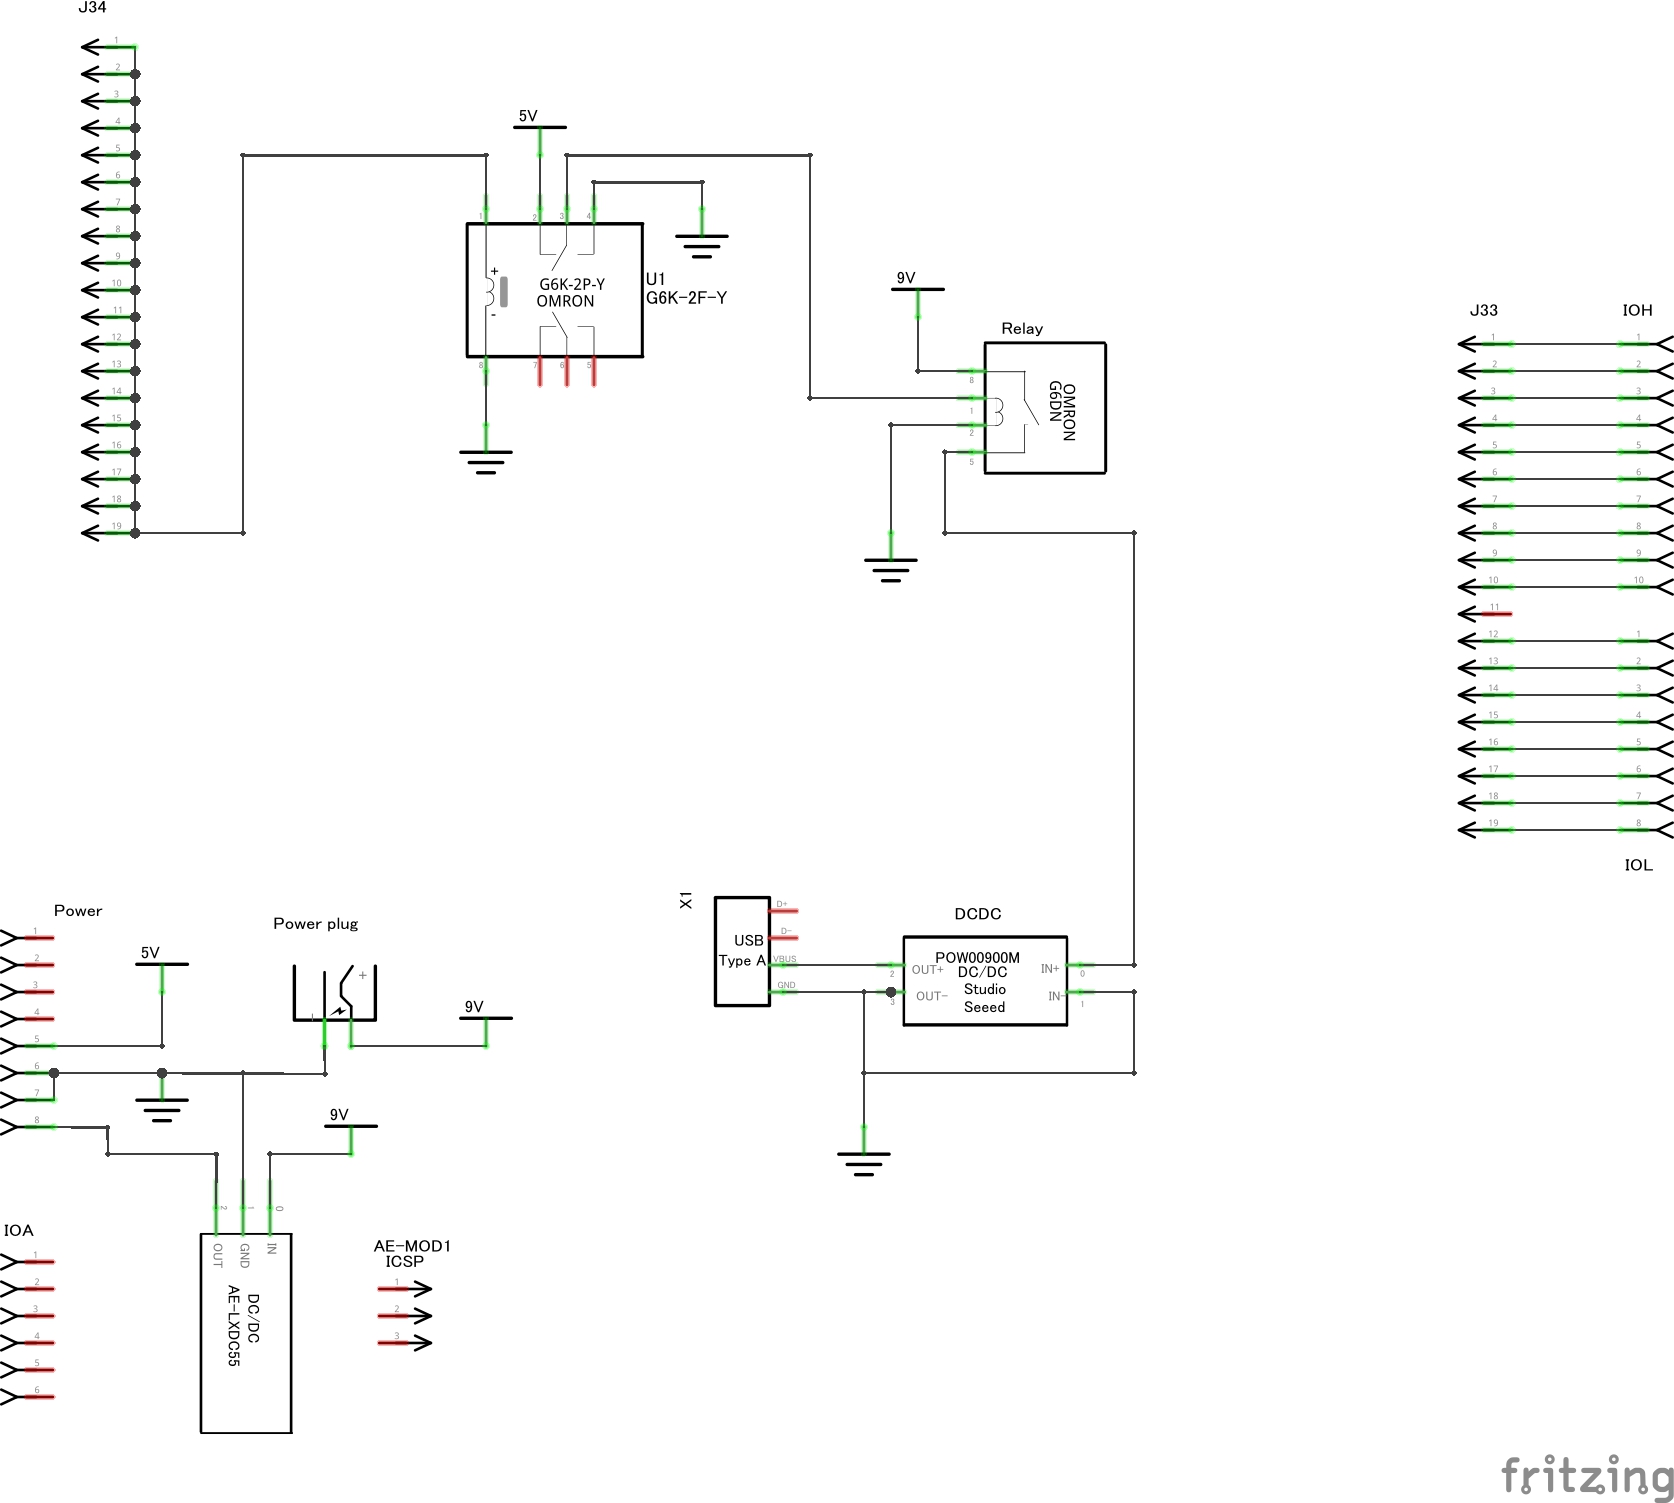 J34
1
2
3
4
5
6
7
8
9
10
11
12
13
14
15
16
17
18
19
5V
1
2
3
4
+
G6K-2P-Y
OMRON
-
U1
G6K-2F-Y
8
7
6
5
9V
Relay
8
1
2
5
OMRON
G6DN
J33
IOH
1
1
2
2
3
3
4
4
5
5
6
6
7
7
8
8
9
9
10
10
11
12
1
13
2
14
3
15
4
16
5
17
6
18
7
19
8
IOL
Power
1
2
3
4
5
6
7
8
5V
Power plug
+
9V
9V
X1
USB
Type A
D+
D-
VBUS
GND
DCDC
2
3
OUT+
OUT-
POW00900M
DC/DC
Studio
Seeed
IN+
IN-
0
1
2
1
0
OUT
GND
IN
DC/DC
AE-LXDC55
IOA
1
2
3
4
5
6
AE-MOD1
ICSP
1
2
3
fritzing